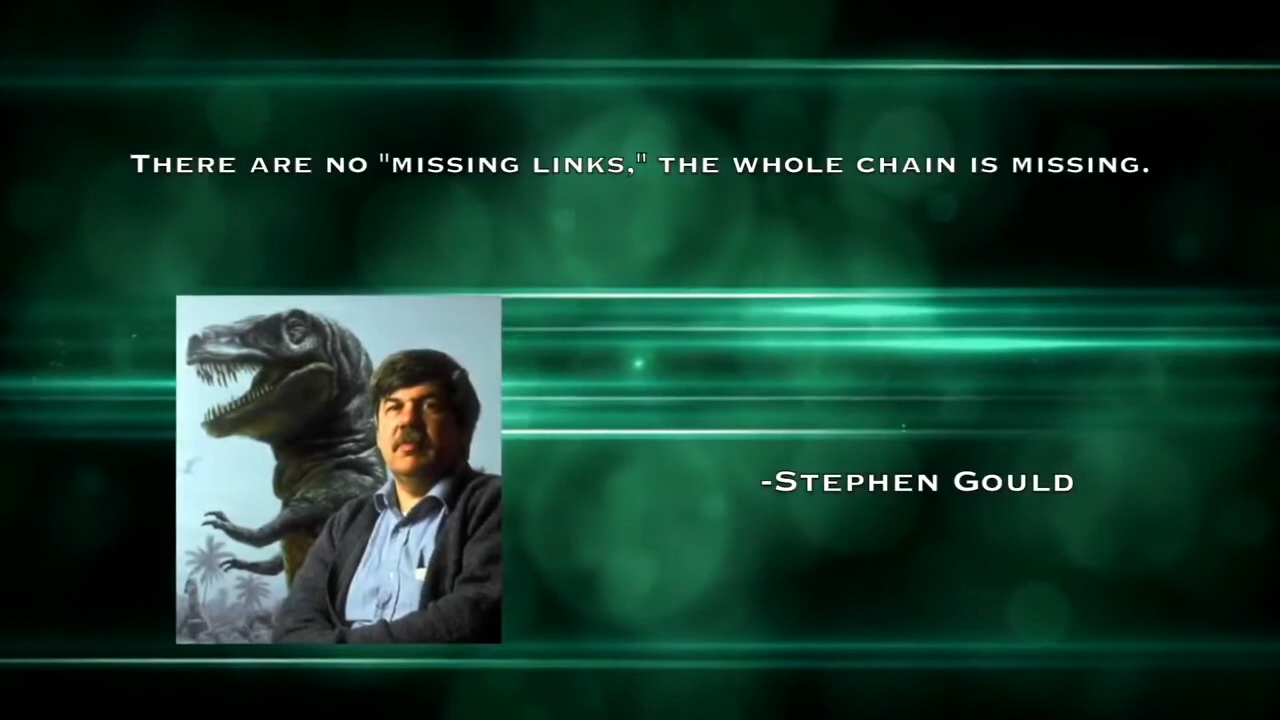 There are no "missing links," the whole chain is missing.
-Stephen Gould